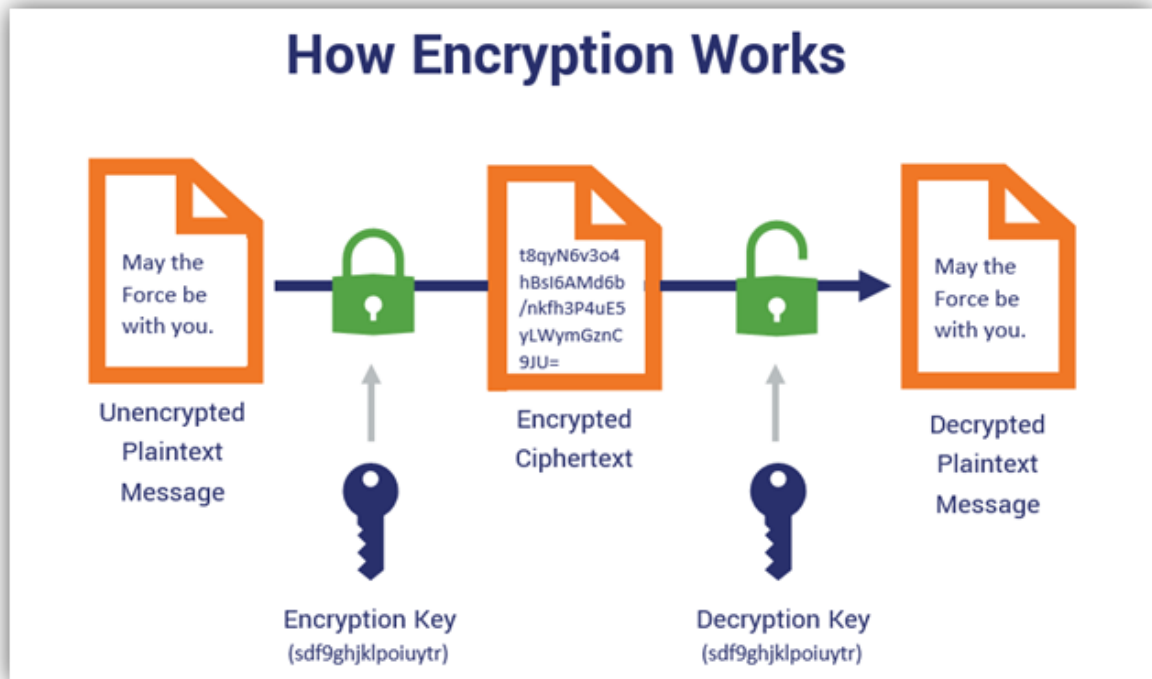 How Encryption Works
May the
Force be
with you.
Unencrypted
Plaintext
Message
Encryption Key
(sdf9ghjklpoiuytr)
t8qyN6v3o4
hBsI6AMd6b
/nkfh3P4uE5
yLWymGznC
9JU=
Encrypted
Ciphertext
Decryption Key
(sdf9ghjklpoiuytr)
May the
Force be
with you.
Decrypted
Plaintext
Message